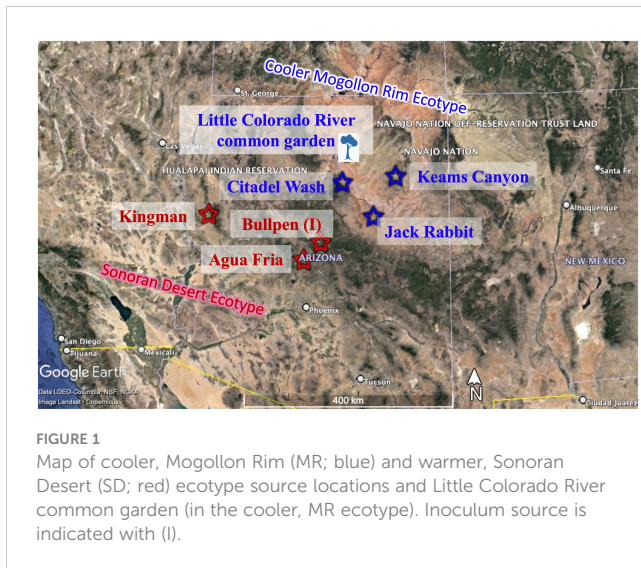 Cooler Mogollon Rim Ecotype
St. George
Little Colorado River
common garden
NAVAJO NATION OFF-RESERVATION TRUST LAND
Las Vegas
NAVAJO NATION
HUALAPAI INDIAN RESERVATION
Santa Fe
Citadel Wash
Keams Canyon
Kingman
Bullpen (I)
Jack Rabbit
Albuquerque
Agua Fria
ARIZONA
NEW MEXICO
Sonoran Desert Ecotype
Phoenix
San Diego
Tijuana
Mexicali
Google Earth
Tucson
N
Data LDEO-Columbia, NSF, NOAA
Image Landsat / Copernicus
400 km
Ciudad Juarez
FIGURE 1
Map of cooler, Mogollon Rim (MR; blue) and warmer, Sonoran
Desert (SD; red) ecotype source locations and Little Colorado River
common garden (in the cooler, MR ecotype). Inoculum source is
indicated with (I).